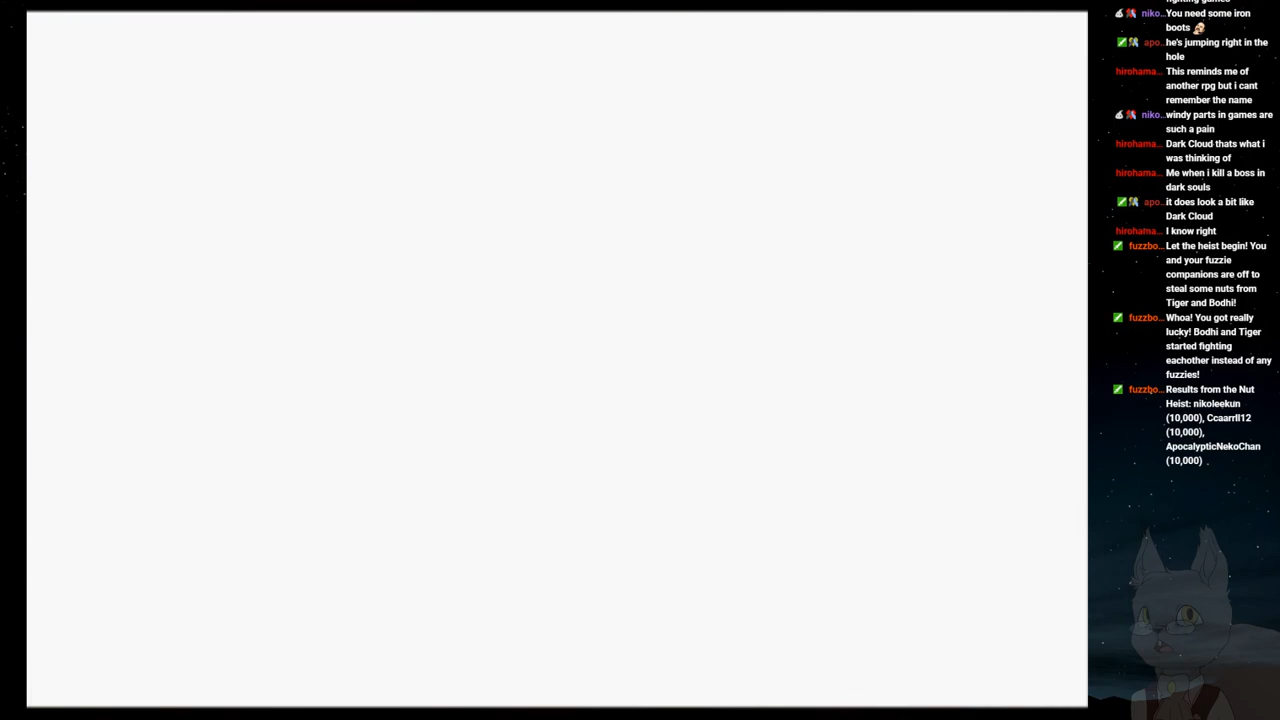 niko... You need some iron
boots
apo... he's jumping right in the
hole
hirohama... This reminds me of
another rpg but i cant
remember the name
niko... windy parts in games are
such a pain
hirohama... Dark Cloud thats what i
was thinking of
hirohama... Me when i kill a boss in
dark souls
apo... it does look a bit like
Dark Cloud
hirohama... I know right
fuzzbo... Let the heist begin! You
and your fuzzie
companions are off to
steal some nuts from
Tiger and Bodhi!
fuzzbo... Whoa! You got really
lucky! Bodhi and Tiger
started fighting
eachother instead of any
fuzzies!
fuzzbo... Results from the Nut
Heist: nikoleekun
(10,000), Ccaarrll12
(10,000),
ApocalypticNekoChan
(10,000)